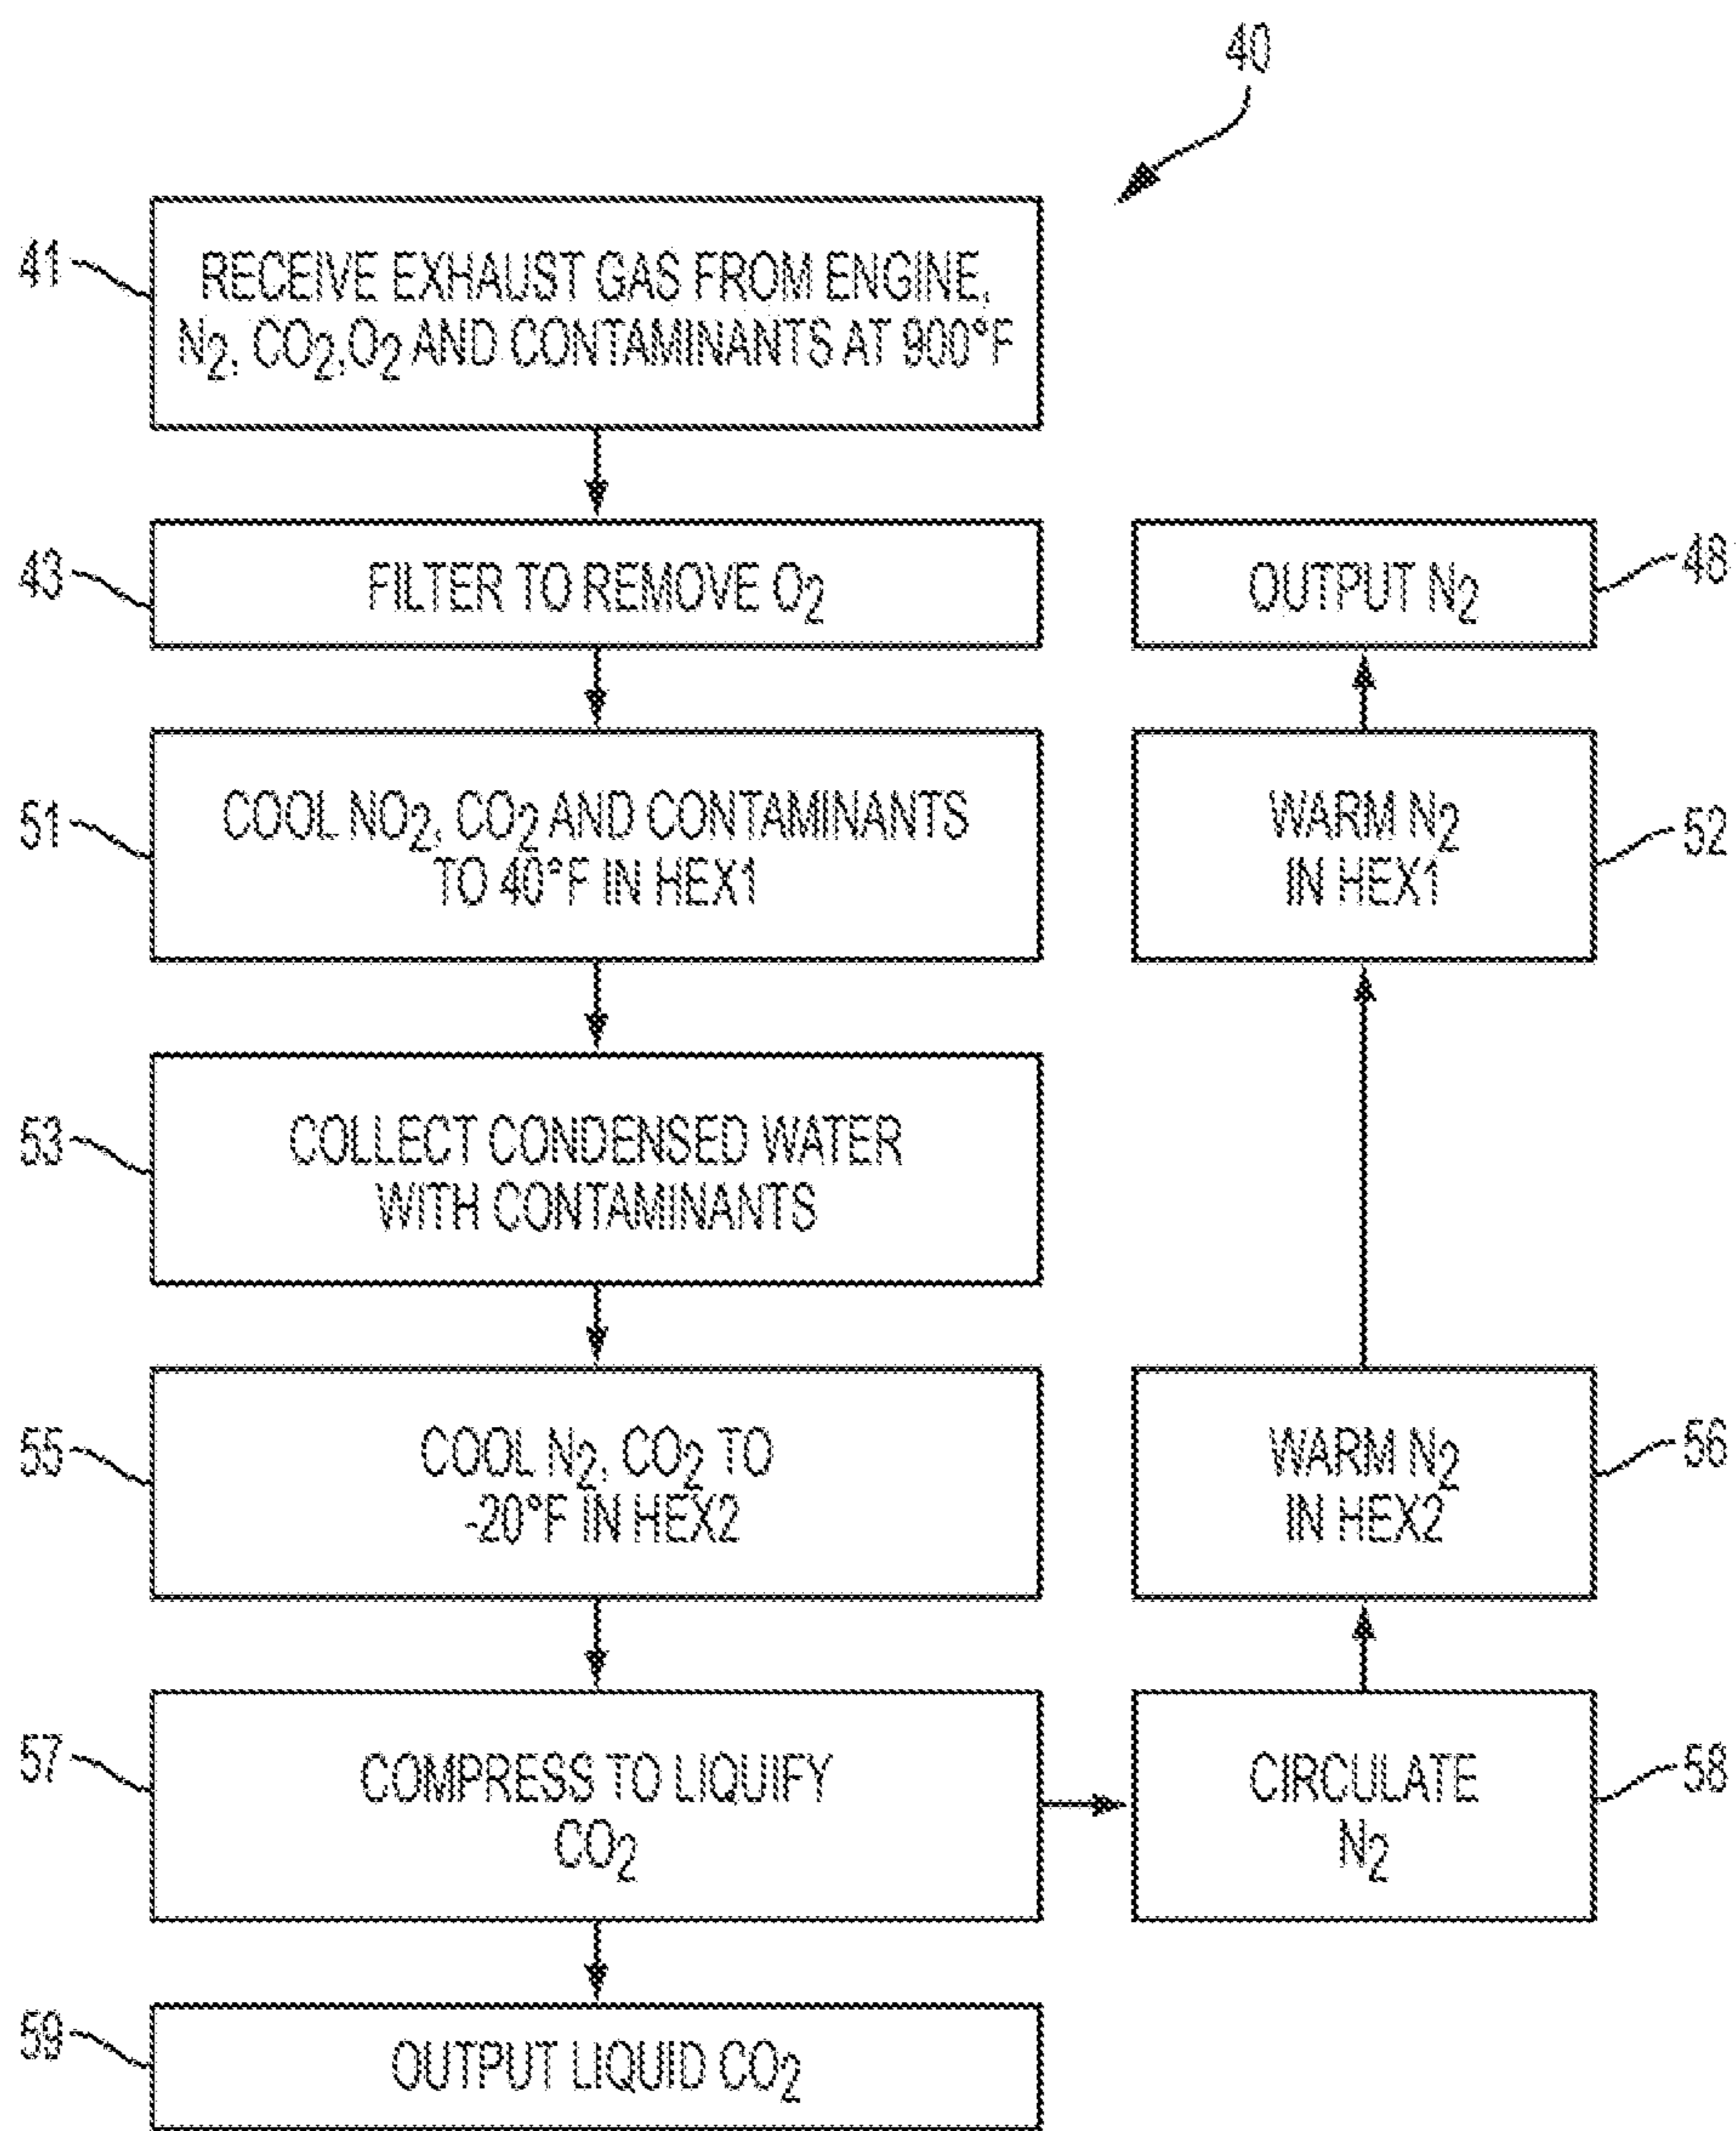 40
41
RECEIVE EXHAUST GAS FROM ENGINE,
N₂, CO₂,O₂ AND CONTAMINANTS AT 900°F
43
FILTER TO REMOVE O₂
OUTPUT N₂
48
51
COOL NO₂, CO₂ AND CONTAMINANTS
TO 40°F IN HEX1
WARM N₂
IN HEX1
52
53
COLLECT CONDENSED WATER
WITH CONTAMINANTS
55
COOL N₂, CO₂ TO
-20°F IN HEX2
WARM N₂
IN HEX2
56
57
COMPRESS TO LIQUIFY
CO₂
CIRCULATE
N₂
58
59
OUTPUT LIQUID CO₂